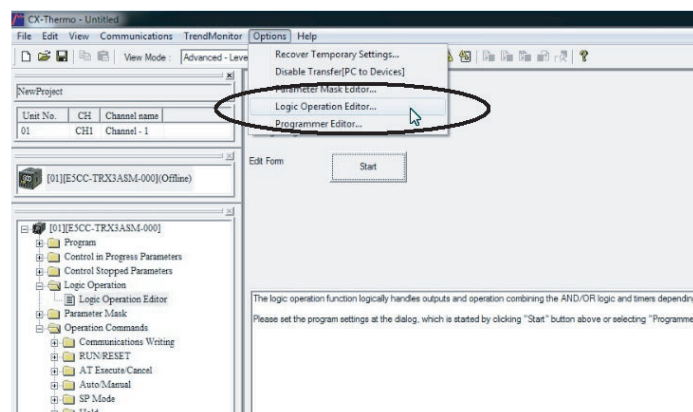 CX-Thermo - Untitled
File Edit View Communications TrendMonitor Options Help
View Mode : Advanced - Leve
Recover Temporary Settings...
Disable Transfer[PC to Devices]
Parameter Mask Editor...
Logic Operation Editor...
Programmer Editor...
NewProject
Unit No. CH Channel name
01 CH1 Channel - 1
Edit Form
Start
[01][E5CC-TRX3ASM-000](Offline)
[01][E5CC-TRX3ASM-000]
Program
Control in Progress Parameters
Control Stopped Parameters
Logic Operation
Logic Operation Editor
Parameter Mask
Operation Commands
Communications Writing
RUN/RESET
AT Execute/Cancel
Auto/Manual
SP Mode
Hold
The logic operation function logically handles outputs and operation combining the AND/OR logic and timers dependin
Please set the program settings at the dialog, which is started by clicking "Start" button above or selecting "Programme